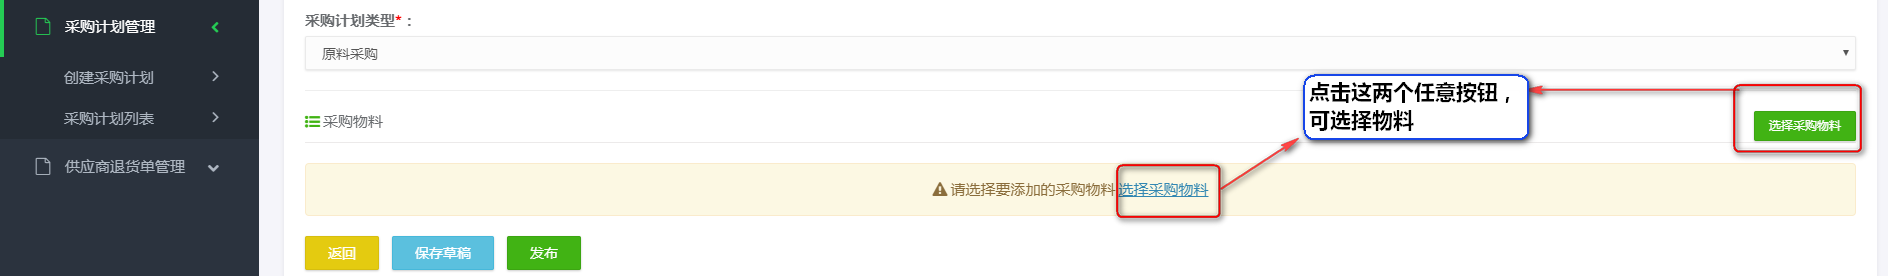 采购计划管理
创建采购计划
采购计划列表
供应商退货单管理
采购计划类型*：
原料采购
采购物料
点击这两个任意按钮，
可选择物料
选择采购物料
请选择要添加的采购物料 选择采购物料
返回
保存草稿
发布